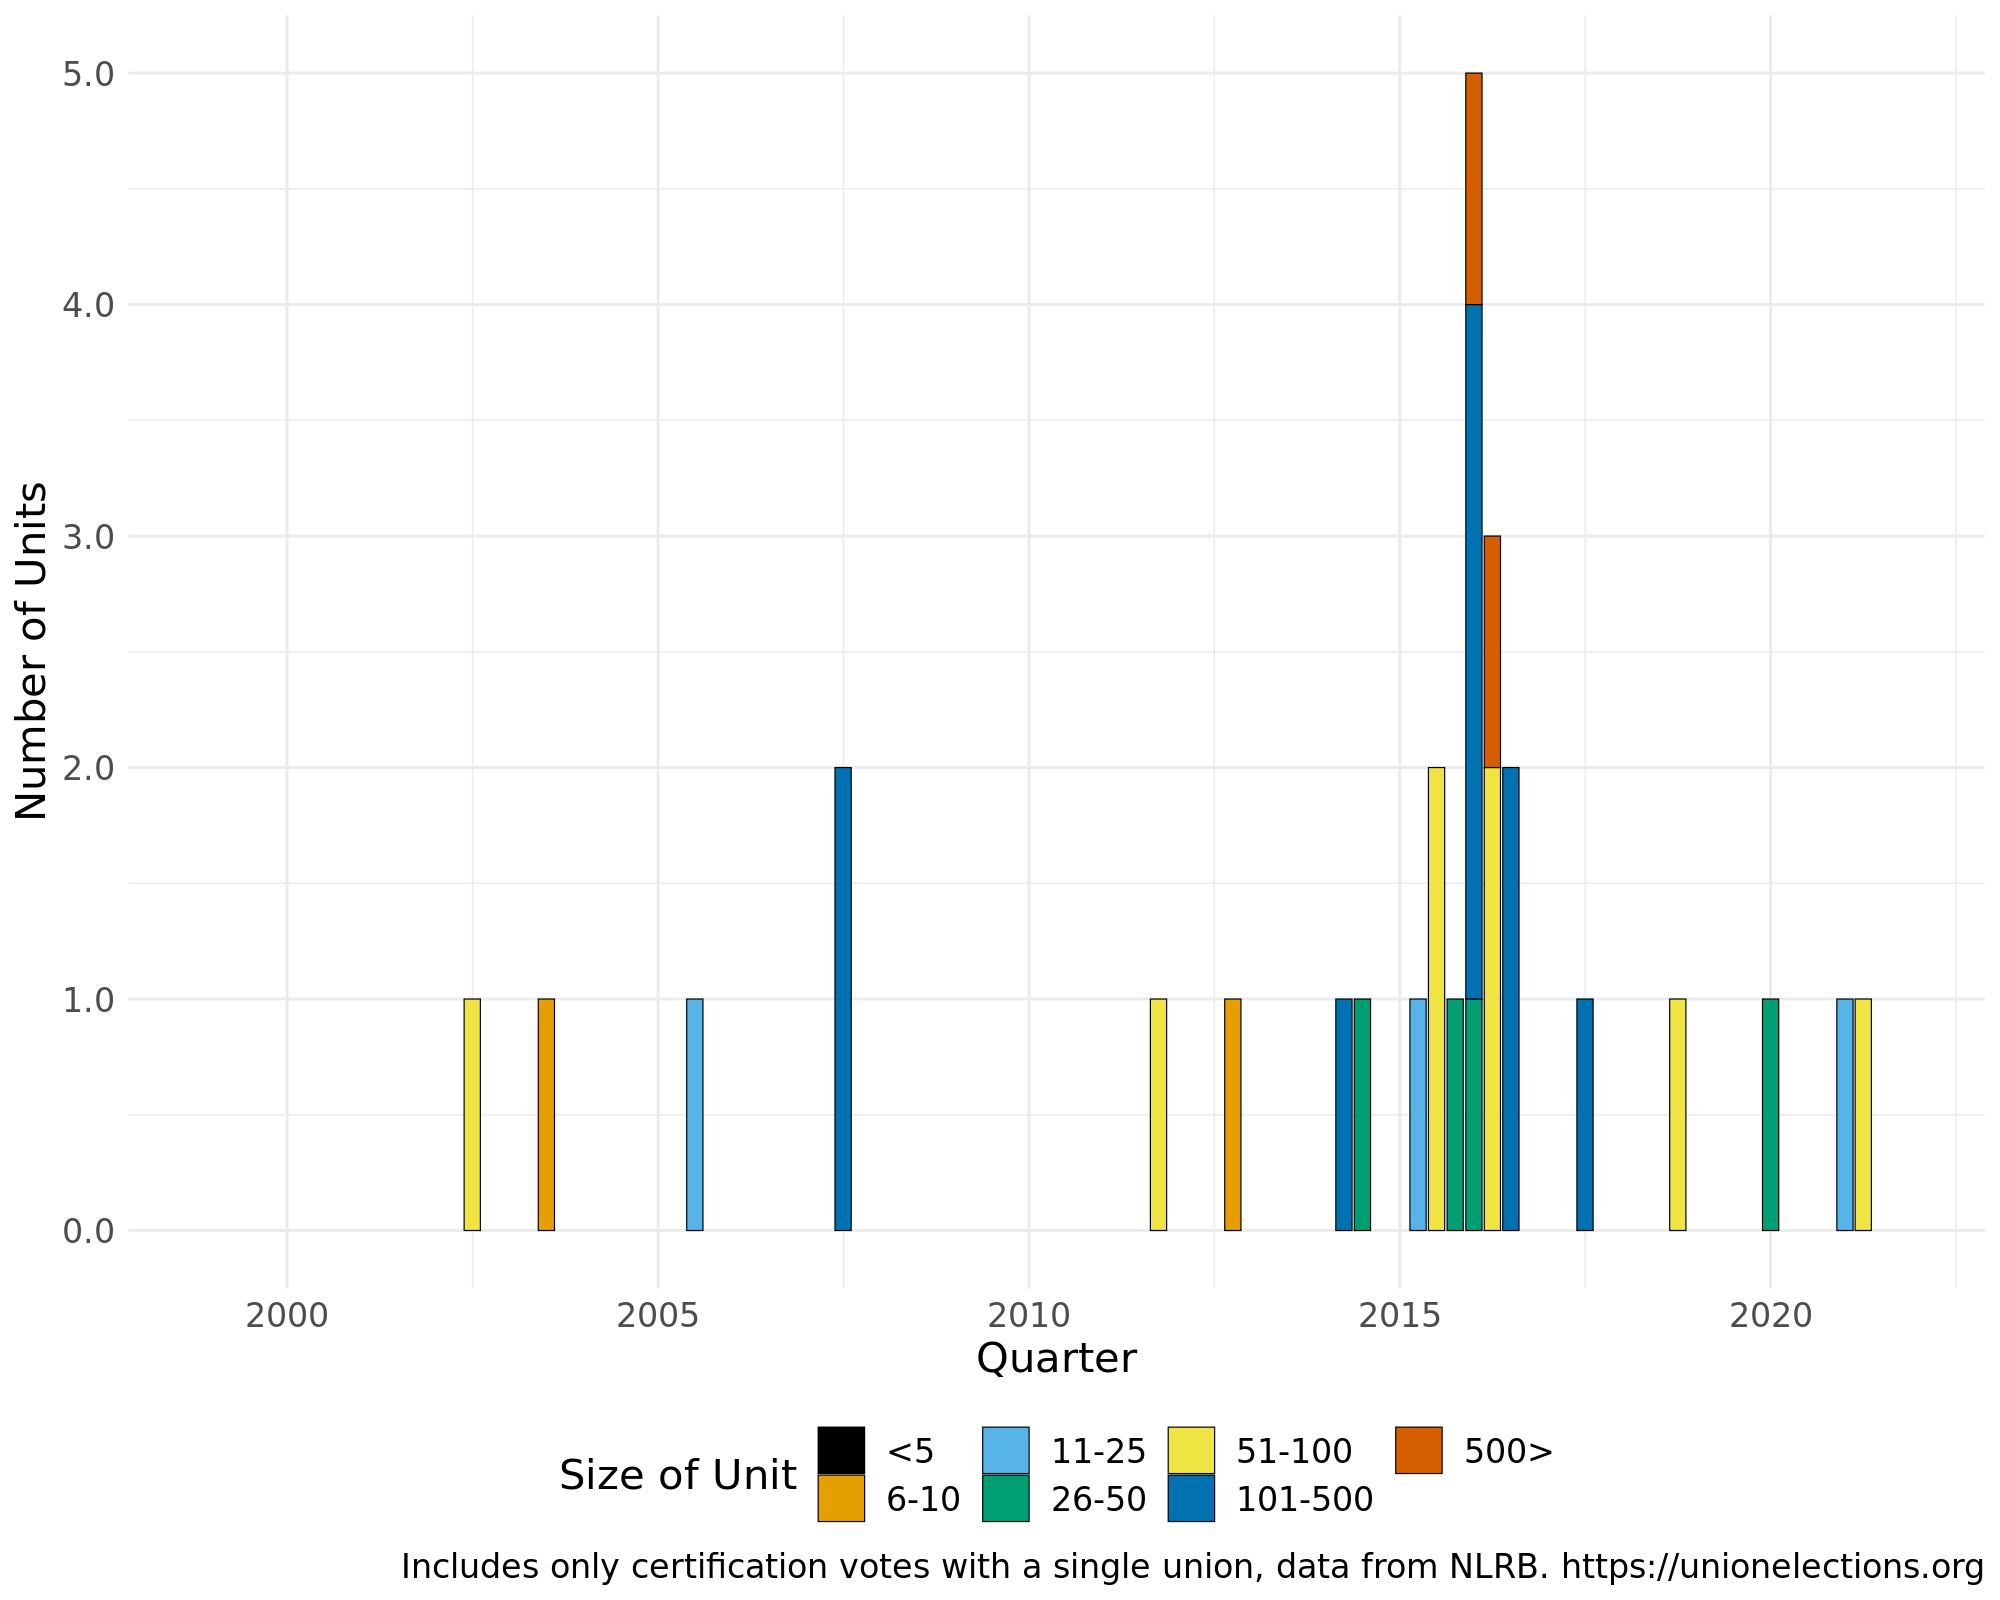 5.0
4.0
3.0
2.0
1.0
0.0
Number of Units
2000 2005 2010 2015 2020
Quarter
Size of Unit
<5 11-25 51-100 500>
6-10 26-50 101-500
Includes only certification votes with a single union, data from NLRB. https://unionelections.org